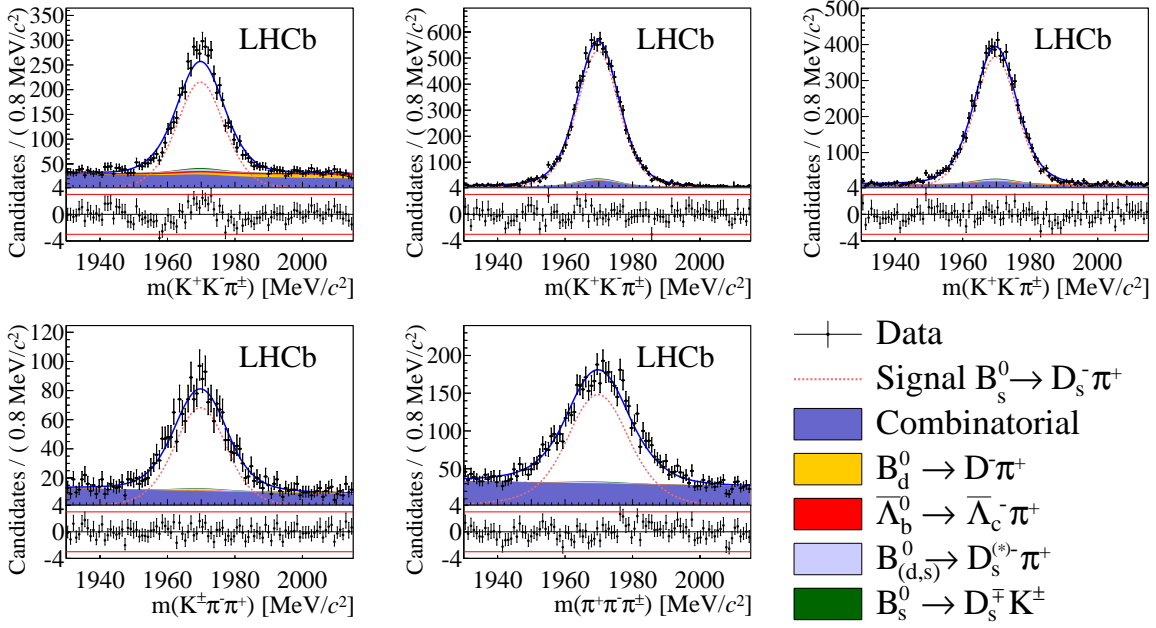 Candidates / ( 0.8 MeV/c²)
350
300
250
200
150
100
50
4
0
-4
LHCb
1940 1960 1980 2000
m(K⁺K⁻π±) [MeV/c²]
Candidates / ( 0.8 MeV/c²)
600
500
400
300
200
100
4
0
-4
LHCb
1940 1960 1980 2000
m(K⁺K⁻π±) [MeV/c²]
Candidates / ( 0.8 MeV/c²)
500
400
300
200
100
4
0
-4
LHCb
1940 1960 1980 2000
m(K⁺K⁻π±) [MeV/c²]
Candidates / ( 0.8 MeV/c²)
120
100
80
60
40
20
4
0
-4
LHCb
1940 1960 1980 2000
m(K±π⁻π⁺) [MeV/c²]
Candidates / ( 0.8 MeV/c²)
200
150
100
50
4
0
-4
LHCb
1940 1960 1980 2000
m(π⁺π⁻π±) [MeV/c²]
Data
Signal B⁰ₛ→ Dₛ⁻π⁺
Combinatorial
B⁰_d → D⁻π⁺
Λ̅⁰_b → Λ̅_c⁻π⁺
B⁰_(d,s)→ Dₛ⁽*⁾⁻π⁺
B⁰ₛ → Dₛ∓K±